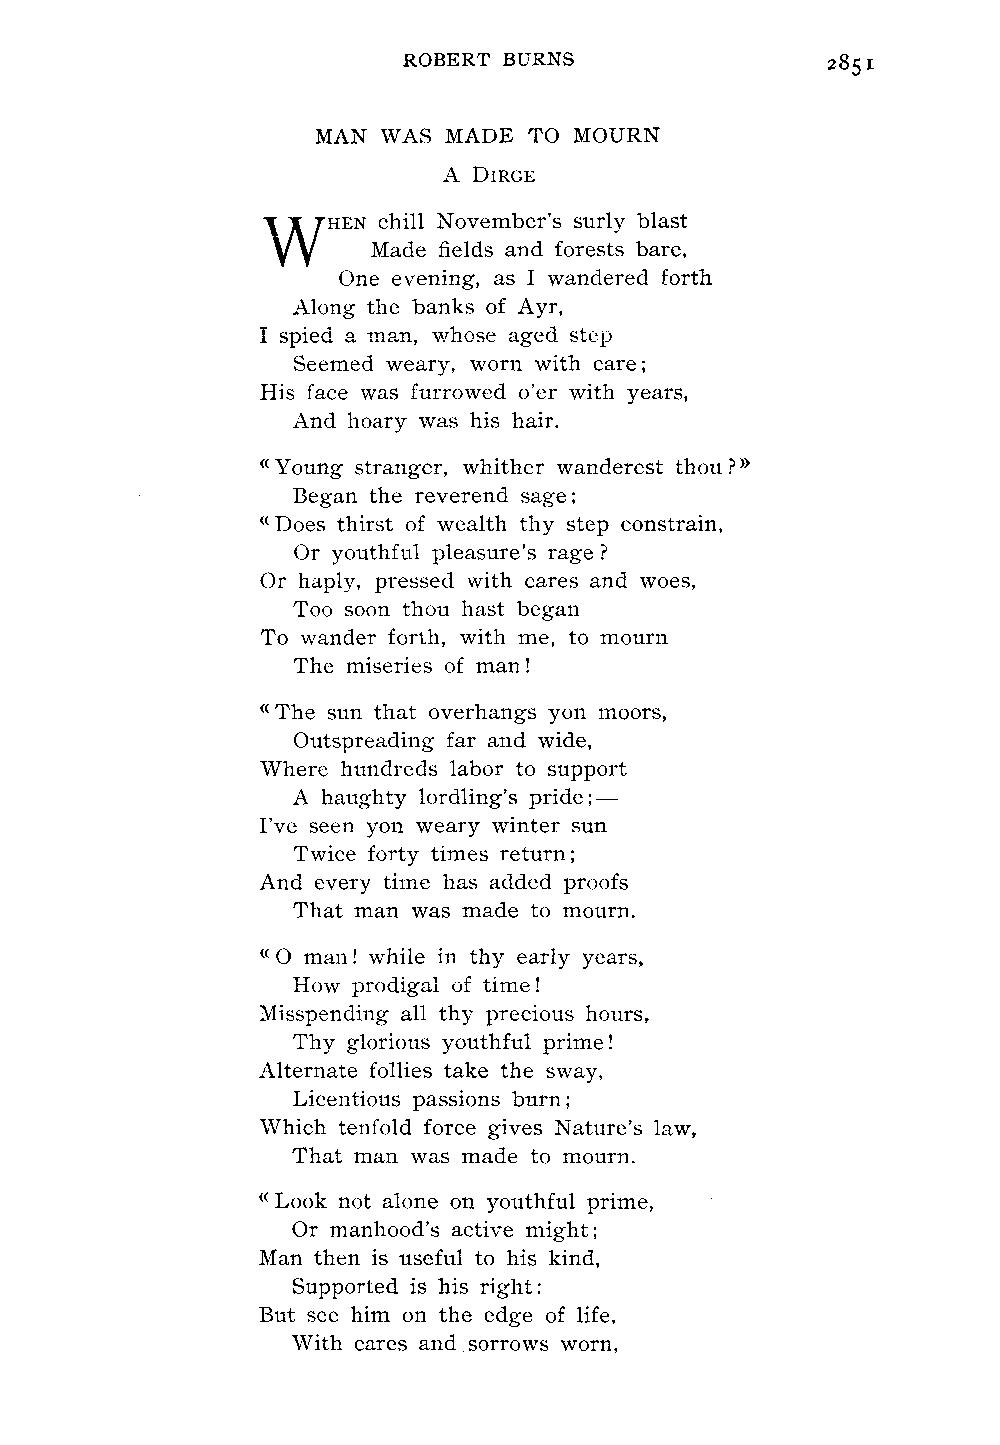 ROBERT BURNS 2851
MAN WAS MADE TO MOURN
A DIRGE
WHEN chill November's surly blast
Made fields and forests bare,
One evening, as I wandered forth
Along the banks of Ayr,
I spied a man, whose aged step
Seemed weary, worn with care;
His face was furrowed o'er with years,
And hoary was his hair.
«Young stranger, whither wanderest thou?»
Began the reverend sage;
«Does thirst of wealth thy step constrain,
Or youthful pleasure's rage?
Or haply, pressed with cares and woes,
Too soon thou hast began
To wander forth, with me, to mourn
The miseries of man!
«The sun that overhangs yon moors,
Outspreading far and wide,
Where hundreds labor to support
A haughty lordling's pride;—
I've seen yon weary winter sun
Twice forty times return;
And every time has added proofs
That man was made to mourn.
«O man! while in thy early years,
How prodigal of time!
Misspending all thy precious hours,
Thy glorious youthful prime!
Alternate follies take the sway,
Licentious passions burn;
Which tenfold force gives Nature's law,
That man was made to mourn.
«Look not alone on youthful prime,
Or manhood's active might;
Man then is useful to his kind,
Supported is his right:
But see him on the edge of life,
With cares and sorrows worn,